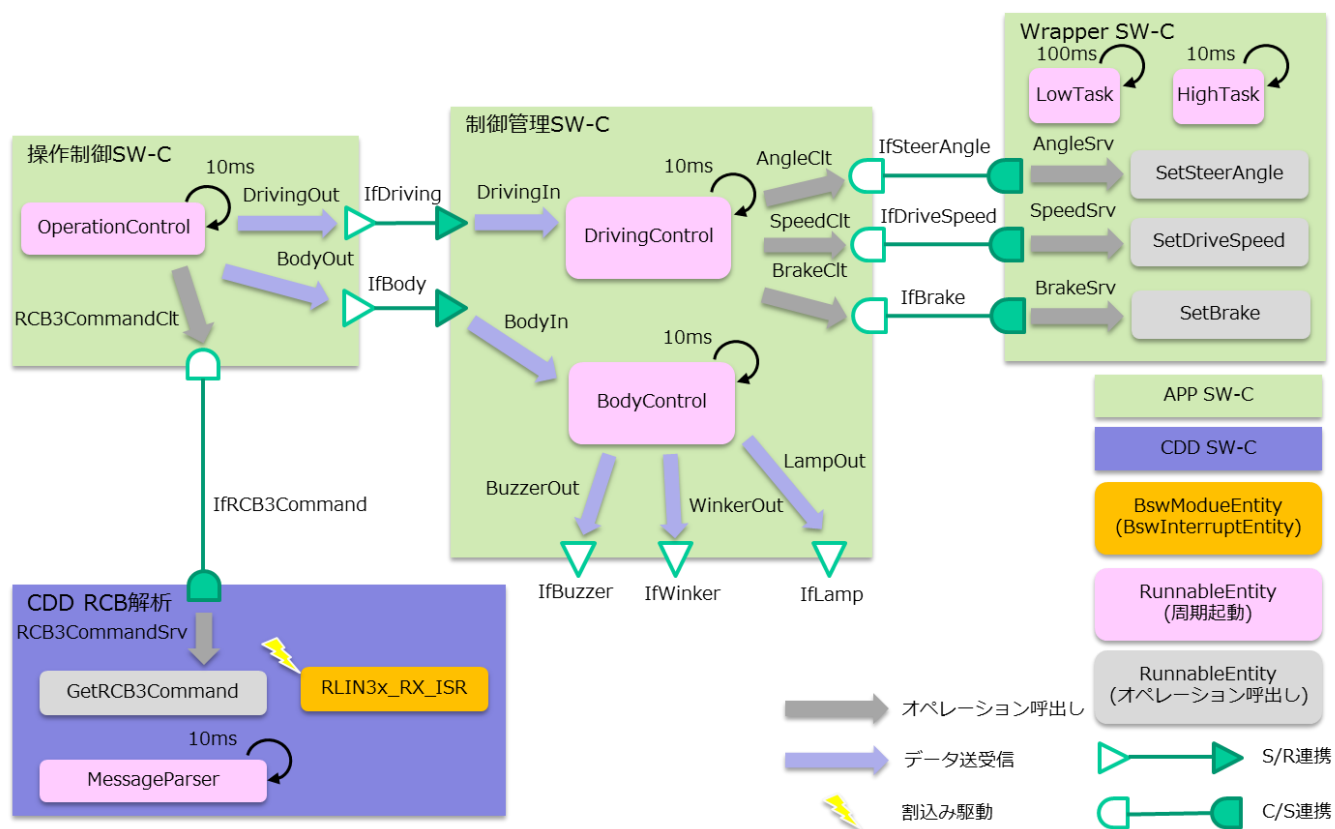 操作制御SW-C
10ms
OperationControl
DrivingOut
BodyOut
RCB3CommandClt
IfDriving
IfBody
IfRCB3Command
制御管理SW-C
DrivingIn
10ms
DrivingControl
BodyIn
10ms
BodyControl
AngleClt
SpeedClt
BrakeClt
BuzzerOut
WinkerOut
LampOut
IfBuzzer
IfWinker
IfLamp
IfSteerAngle
IfDriveSpeed
IfBrake
Wrapper SW-C
100ms
LowTask
10ms
HighTask
AngleSrv
SetSteerAngle
SpeedSrv
SetDriveSpeed
BrakeSrv
SetBrake
CDD RCB解析
RCB3CommandSrv
GetRCB3Command
RLIN3x_RX_ISR
10ms
MessageParser
APP SW-C
CDD SW-C
BswModueEntity
(BswInterruptEntity)
RunnableEntity
(周期起動)
RunnableEntity
(オペレーション呼出し)
オペレーション呼出し
データ送受信
割込み駆動
S/R連携
C/S連携